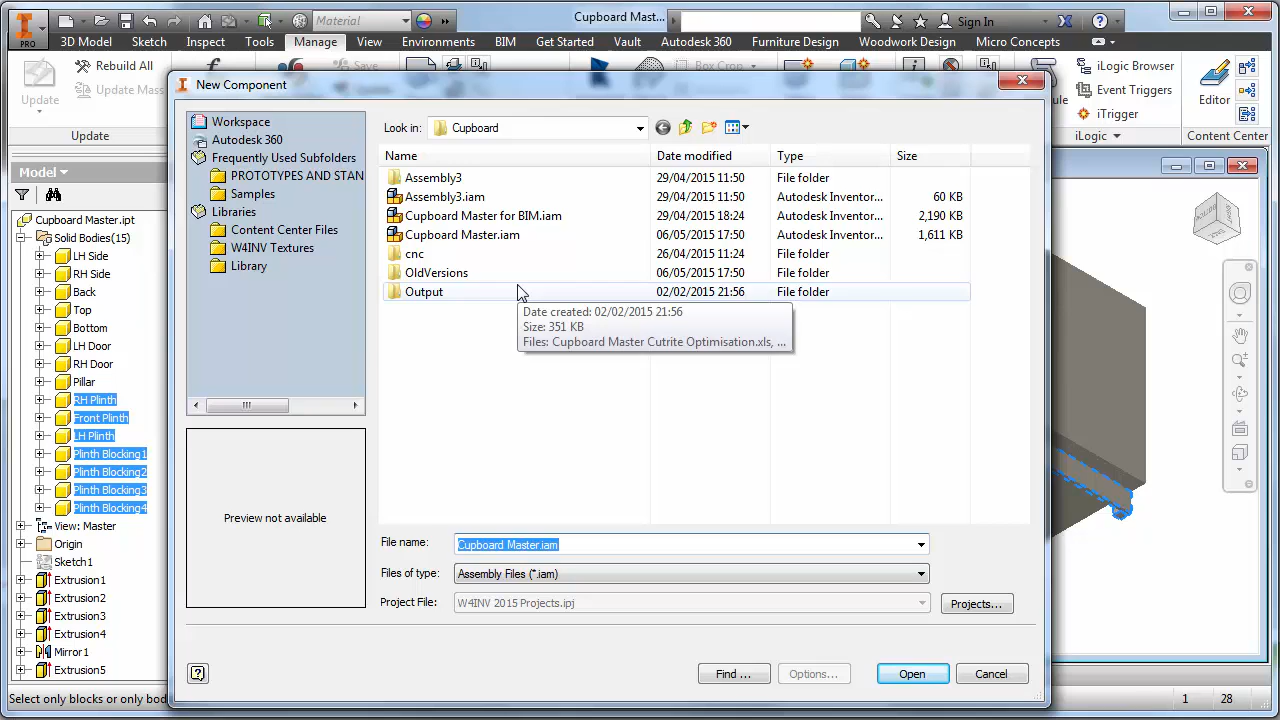 Material
Cupboard Mast...
Sign In
PRO
3D Model Sketch Inspect Tools Manage View Environments BIM Get Started Vault Autodesk 360 Furniture Design Woodwork Design Micro Concepts
Update
Rebuild All
Update Mass
Update
Save
Box Crop
iLogic Browser
Event Triggers
iTrigger
iLogic
Editor
Content Center
Model
Cupboard Master.ipt
Solid Bodies(15)
LH Side
RH Side
Back
Top
Bottom
LH Door
RH Door
Pillar
RH Plinth
Front Plinth
LH Plinth
Plinth Blocking1
Plinth Blocking2
Plinth Blocking3
Plinth Blocking4
View: Master
Origin
Sketch1
Extrusion1
Extrusion2
Extrusion3
Extrusion4
Mirror1
Extrusion5
New Component
Workspace
Autodesk 360
Frequently Used Subfolders
PROTOTYPES AND STAN
Samples
Libraries
Content Center Files
W4INV Textures
Library
Preview not available
Look in: Cupboard
Name Date modified Type Size
Assembly3 29/04/2015 11:50 File folder
Assembly3.iam 29/04/2015 11:50 Autodesk Inventor... 60 KB
Cupboard Master for BIM.iam 29/04/2015 18:24 Autodesk Inventor... 2,190 KB
Cupboard Master.iam 06/05/2015 17:50 Autodesk Inventor... 1,611 KB
cnc 26/04/2015 11:24 File folder
OldVersions 06/05/2015 17:50 File folder
Output 02/02/2015 21:56 File folder
Date created: 02/02/2015 21:56
Size: 351 KB
Files: Cupboard Master Cutrite Optimisation.xls, ...
File name: Cupboard Master.iam
Files of type: Assembly Files (*.iam)
Project File: W4INV 2015 Projects.ipj
Projects...
Find ... Options... Open Cancel
Select only blocks or only bod
1 28